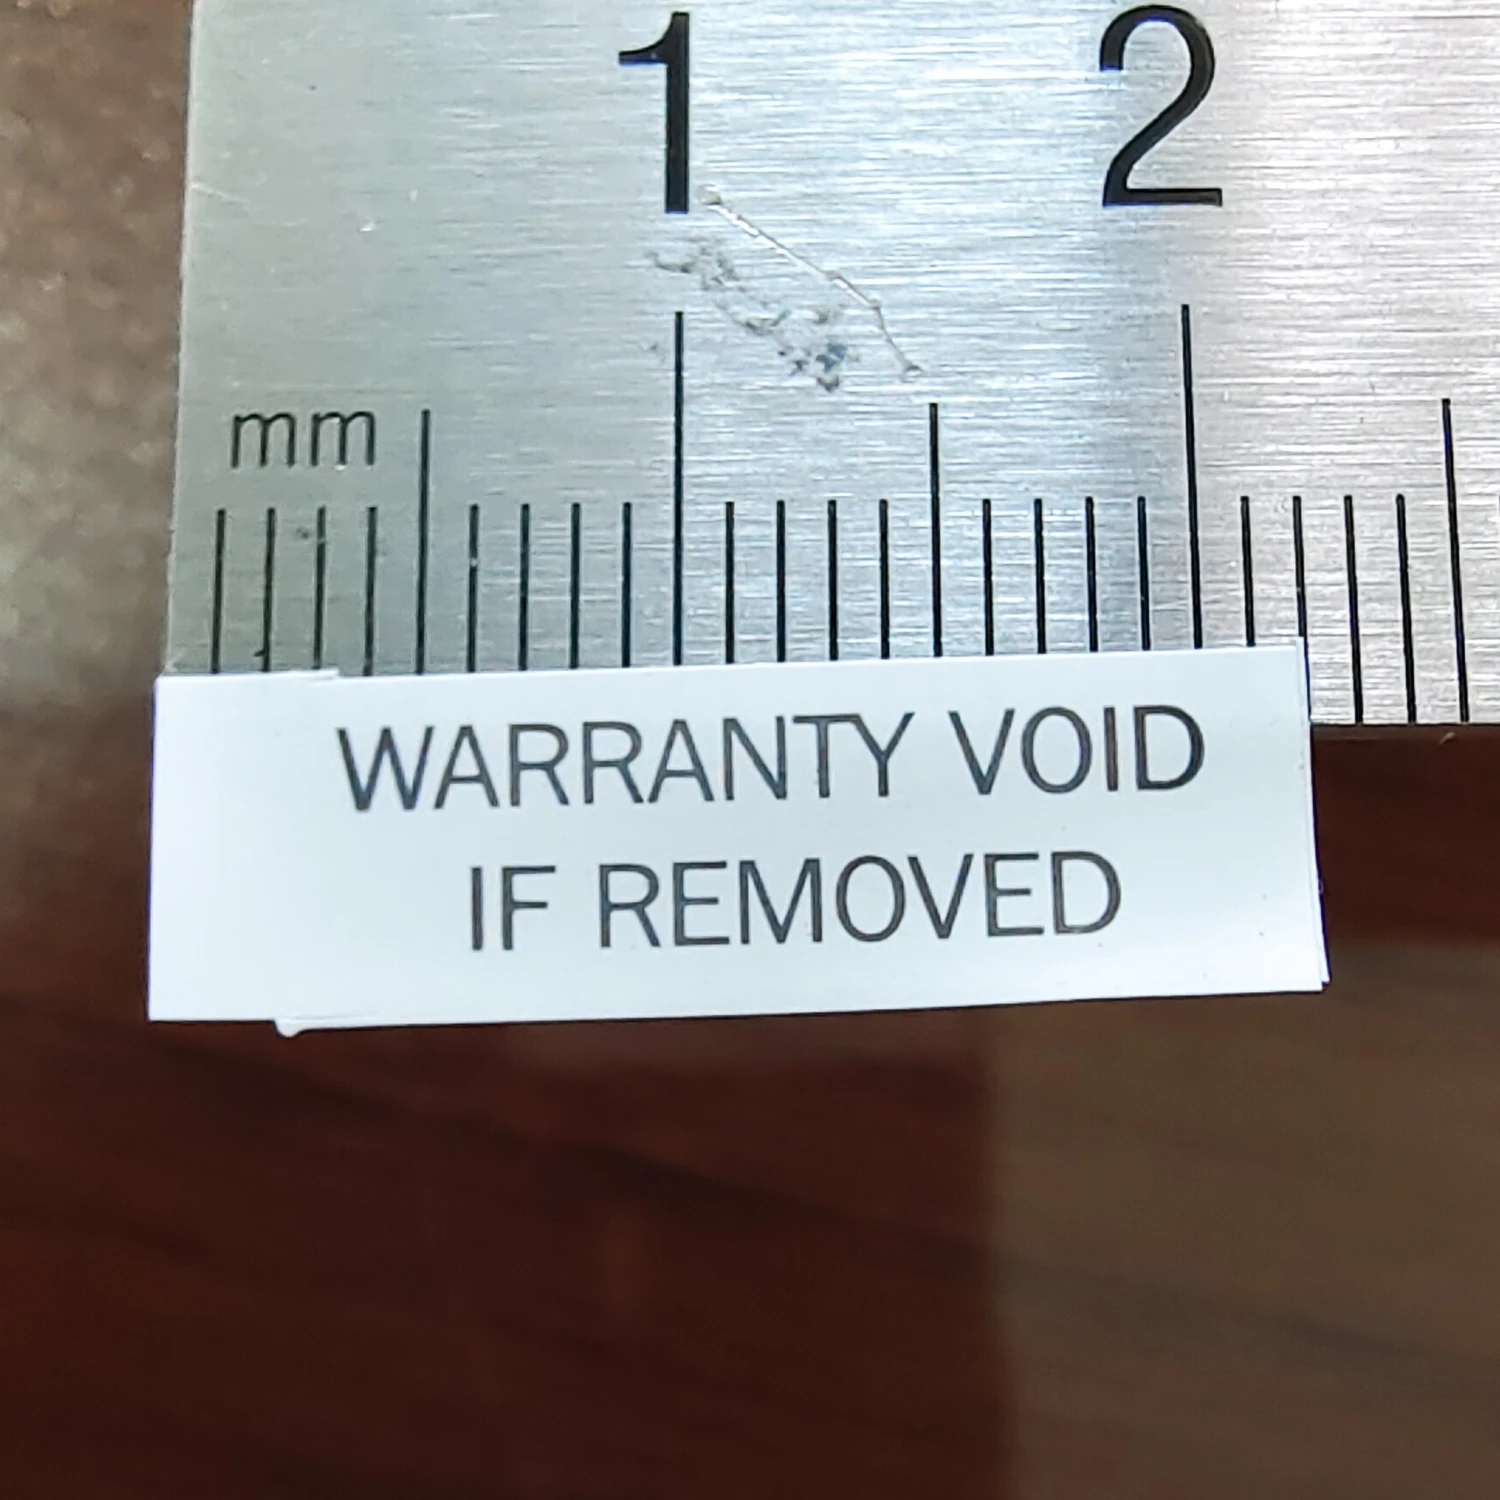 1 2
mm
WARRANTY VOID
IF REMOVED